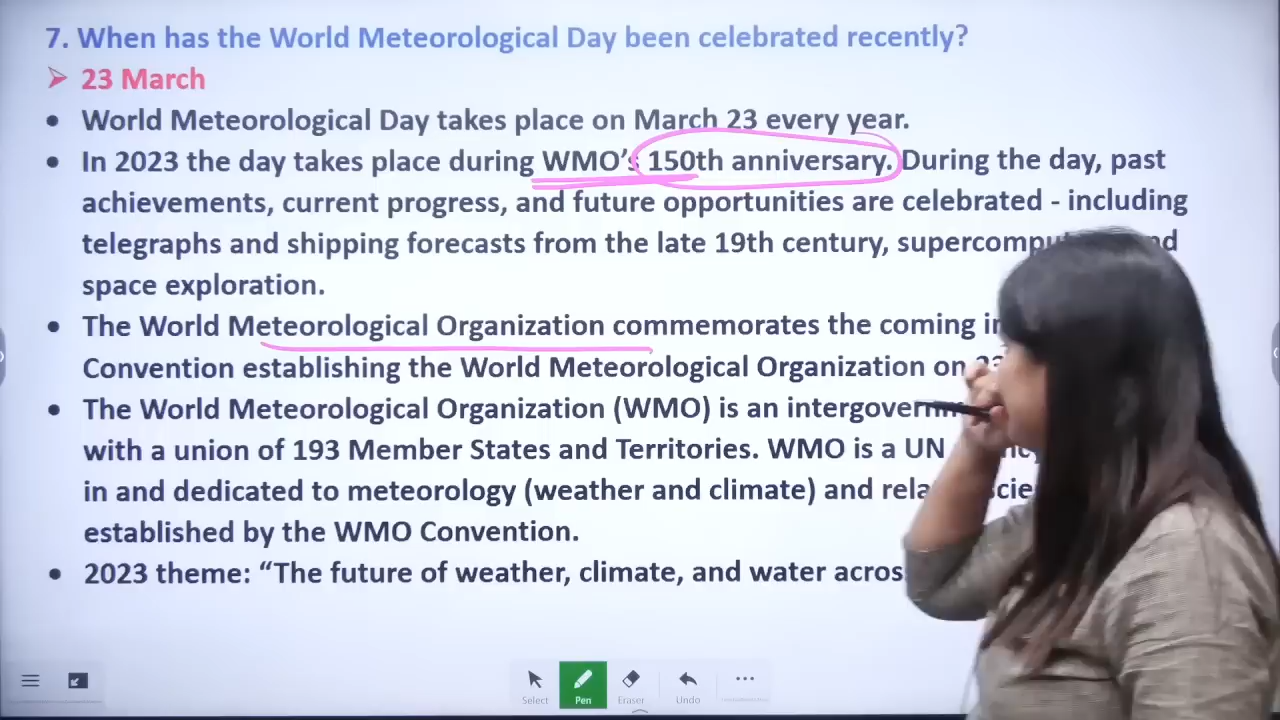 7. When has the World Meteorological Day been celebrated recently?
➤ 23 March
• World Meteorological Day takes place on March 23 every year.
• In 2023 the day takes place during WMO's 150th anniversary. During the day, past
achievements, current progress, and future opportunities are celebrated - including
telegraphs and shipping forecasts from the late 19th century,
space exploration.
• The World Meteorological Organization commemorates the coming
Convention establishing the World Meteorological Organization on
• The World Meteorological Organization (WMO) is an
with a union of 193 Member States and Territories. WMO is a UN
in and dedicated to meteorology (weather and climate) and
established by the WMO Convention.
• 2023 theme: “The future of weather, climate, and water
Select Pen Eraser Undo